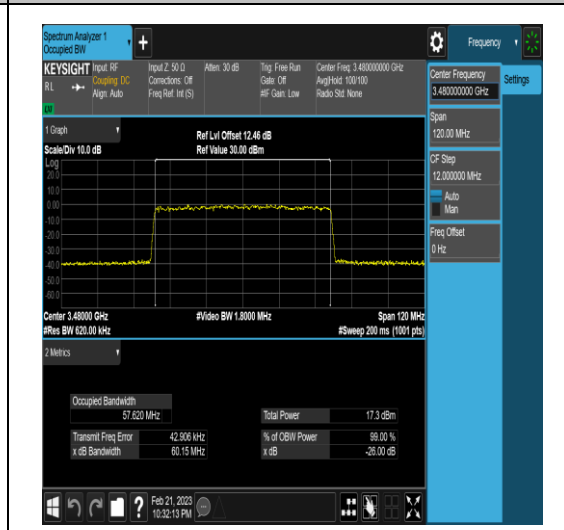 Spectrum Analyzer 1
Occupied BW
Frequency
KEYSIGHT
RL
LXI
Input: RF
Coupling: DC
Align: Auto
Input Z: 50 Ω
Corrections: Off
Freq Ref: Int (S)
Atten: 30 dB
Trig: Free Run
Gate: Off
#IF Gain: Low
Center Freq: 3.480000000 GHz
Avg|Hold: 100/100
Radio Std: None
Center Frequency
3.480000000 GHz
Settings
Span
120.00 MHz
CF Step
12.000000 MHz
Auto
Man
Freq Offset
0 Hz
1 Graph
Scale/Div 10.0 dB
Ref Lvl Offset 12.46 dB
Ref Value 30.00 dBm
Log
20.0
10.0
0.00
-10.0
-20.0
-30.0
-40.0
-50.0
-60.0
Center 3.48000 GHz
#Res BW 620.00 kHz
#Video BW 1.8000 MHz
Span 120 MHz
#Sweep 200 ms (1001 pts)
2 Metrics
Occupied Bandwidth
57.620 MHz
Total Power 17.3 dBm
Transmit Freq Error 42.906 kHz
% of OBW Power 99.00 %
x dB Bandwidth 60.15 MHz
x dB -26.00 dB
Feb 21, 2023
10:32:13 PM